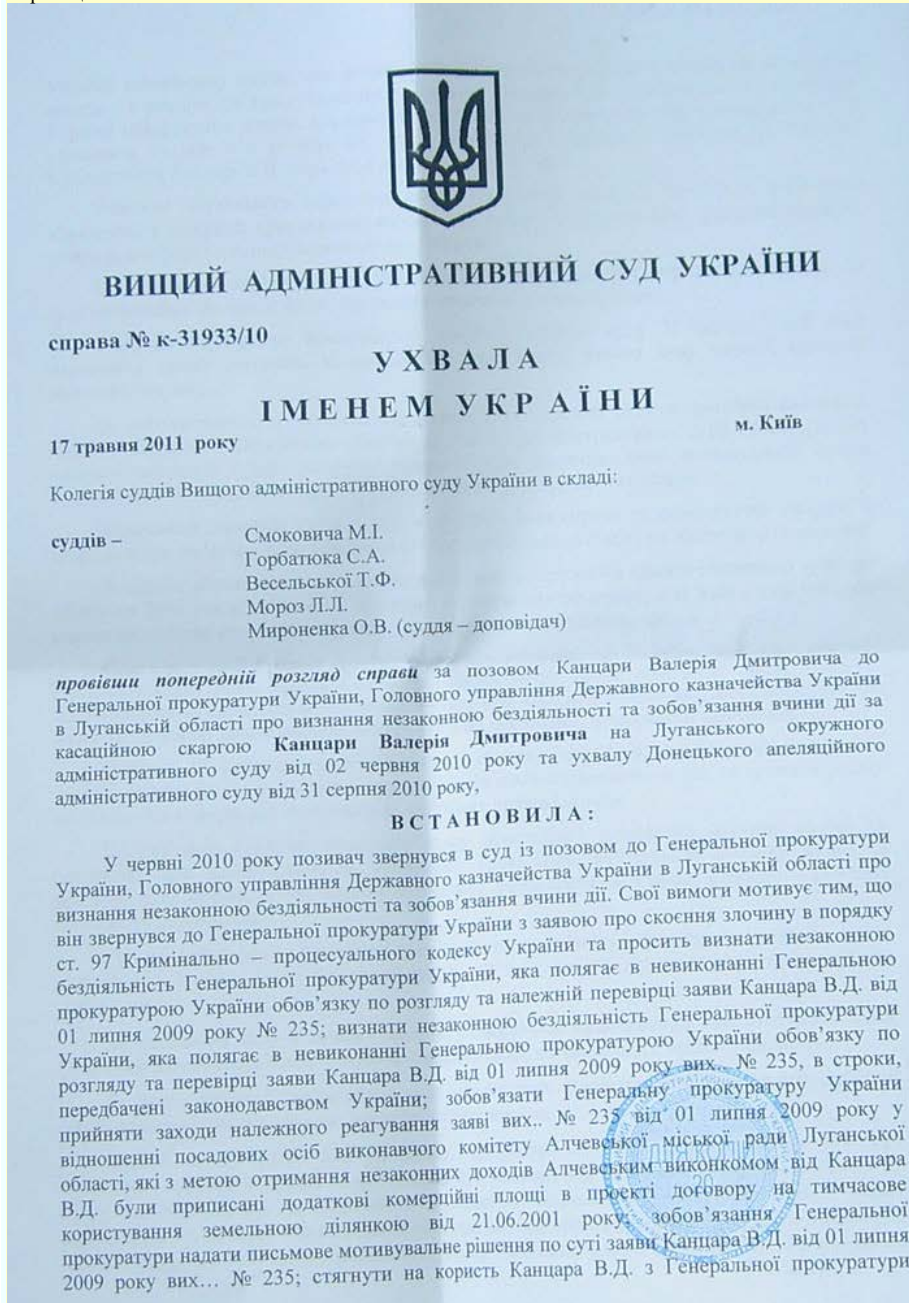 ВИЩИЙ АДМІНІСТРАТИВНИЙ СУД УКРАЇНИ
справа № к-31933/10
У Х В А Л А
І М Е Н Е М У К Р А Ї Н И
17 травня 2011 року
м. Київ
Колегія суддів Вищого адміністративного суду України в складі:
суддів –
Смоковича М.І.
Горбатюка С.А.
Весельської Т.Ф.
Мороз Л.Л.
Мироненка О.В. (суддя – доповідач)
провівши попередній розгляд справи за позовом Канцари Валерія Дмитровича до
Генеральної прокуратури України, Головного управління Державного казначейства України
в Луганській області про визнання незаконною бездіяльності та зобов'язання вчини дії за
касаційною скаргою Канцари Валерія Дмитровича на Луганського окружного
адміністративного суду від 02 червня 2010 року та ухвалу Донецького апеляційного
адміністративного суду від 31 серпня 2010 року,
В С Т А Н О В И Л А :
У червні 2010 року позивач звернувся в суд із позовом до Генеральної прокуратури
України, Головного управління Державного казначейства України в Луганській області про
визнання незаконною бездіяльності та зобов'язання вчини дії. Свої вимоги мотивує тим, що
він звернувся до Генеральної прокуратури України з заявою про скоєння злочину в порядку
ст. 97 Кримінально – процесуального кодексу України та просить визнати незаконною
бездіяльність Генеральної прокуратури України, яка полягає в невиконанні Генеральною
прокуратурою України обов'язку по розгляду та належній перевірці заяви Канцара В.Д. від
01 липня 2009 року № 235; визнати незаконною бездіяльність Генеральної прокуратури
України, яка полягає в невиконанні Генеральною прокуратурою України обов'язку по
розгляду та перевірці заяви Канцара В.Д. від 01 липня 2009 року вих.. № 235, в строки,
передбачені законодавством України; зобов'язати Генеральну прокуратуру України
прийняти заходи належного реагування заяві вих.. № 235 від 01 липня 2009 року у
відношенні посадових осіб виконавчого комітету Алчевської міської ради Луганської
області, які з метою отримання незаконних доходів Алчевським виконкомом від Канцара
В.Д. були приписані додаткові комерційні площі в проекті договору на тимчасове
користування земельною ділянкою від 21.06.2001 року; зобов'язання Генеральної
прокуратури надати письмове мотивувальне рішення по суті заяви Канцара В.Д. від 01 липня
2009 року вих… № 235; стягнути на користь Канцара В.Д. з Генеральної прокуратури